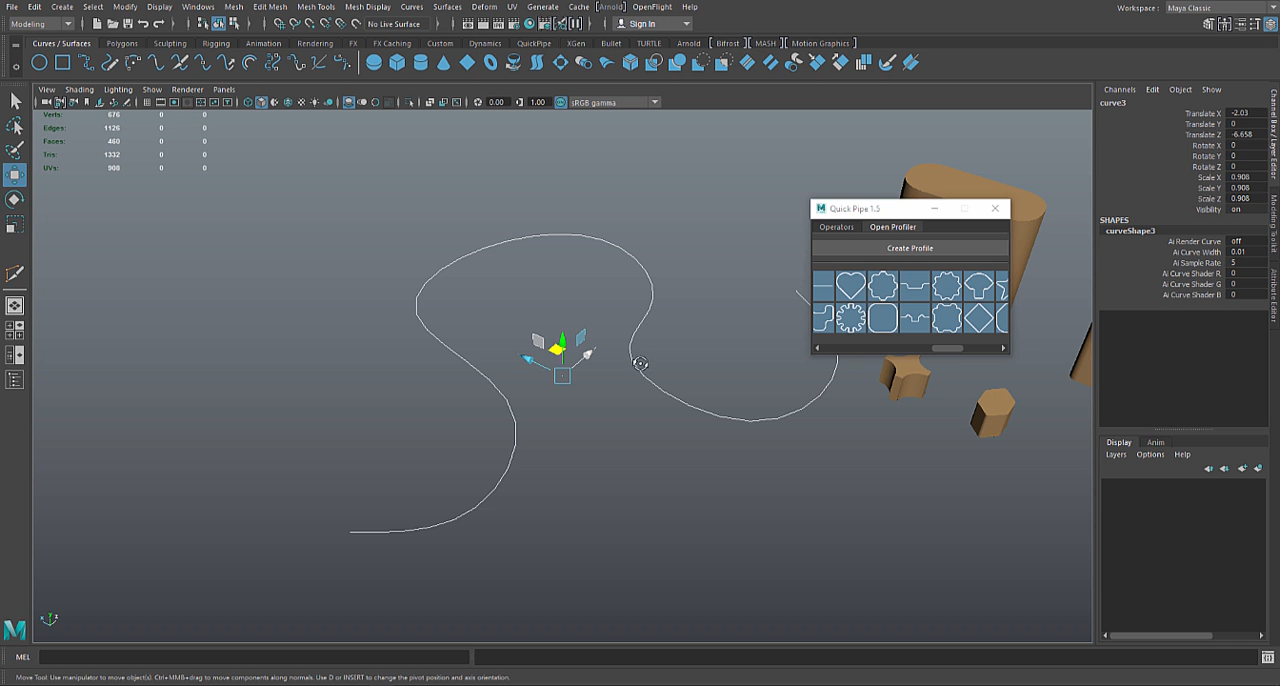 File Edit Create Select Modify Display Windows Mesh Edit Mesh Mesh Tools Mesh Display Curves Surfaces Deform UV Generate Cache [Arnold] OpenFlight Help Workspace : Maya Classic
Modeling No Live Surface Sign In
Curves / Surfaces Polygons Sculpting Rigging Animation Rendering FX FX Caching Custom Dynamics QuickPipe XGen Bullet TURTLE Arnold [ Bifrost ] [ MASH ] [ Motion Graphics ]
View Shading Lighting Show Renderer Panels
0.00 1.00 sRGB gamma
Verts: 676 0 0
Edges: 1126 0 0
Faces: 460 0 0
Tris: 1332 0 0
UVs: 908 0 0
Quick Pipe 1.5
Operators Open Profiler
Create Profile
Channels Edit Object Show
curve3
Translate X -2.03
Translate Y 0
Translate Z -6.658
Rotate X 0
Rotate Y 0
Rotate Z 0
Scale X 0.908
Scale Y 0.908
Scale Z 0.908
Visibility on
SHAPES
curveShape3
Ai Render Curve off
Ai Curve Width 0.01
Ai Sample Rate 5
Ai Curve Shader R 0
Ai Curve Shader G 0
Ai Curve Shader B 0
Channel Box / Layer Editor
Modeling Toolkit
Attribute Editor
Display Anim
Layers Options Help
MEL
Move Tool: Use manipulator to move object(s). Ctrl+MMB+drag to move components along normals. Use D or INSERT to change the pivot position and axis orientation.